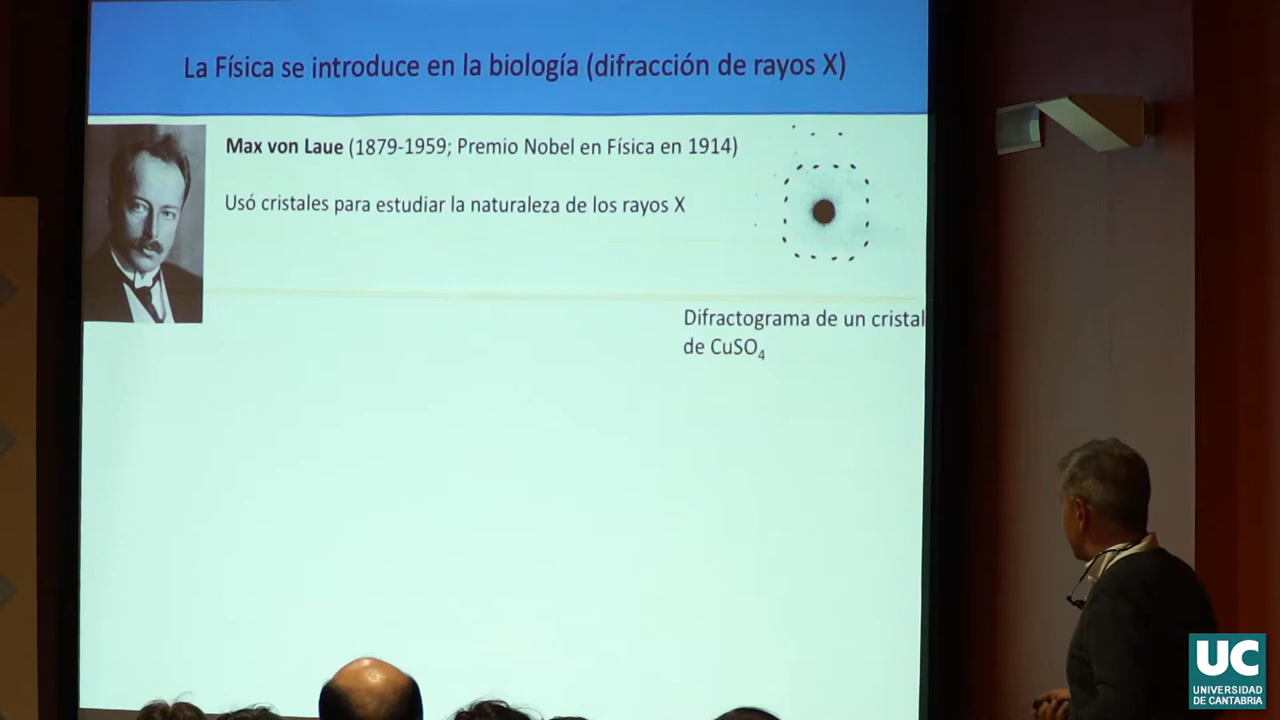 La Física se introduce en la biología (difracción de rayos X)
Max von Laue (1879-1959; Premio Nobel en Física en 1914)
Usó cristales para estudiar la naturaleza de los rayos X
Difractograma de un cristal
de CuSO₄
UC
UNIVERSIDAD
DE CANTABRIA